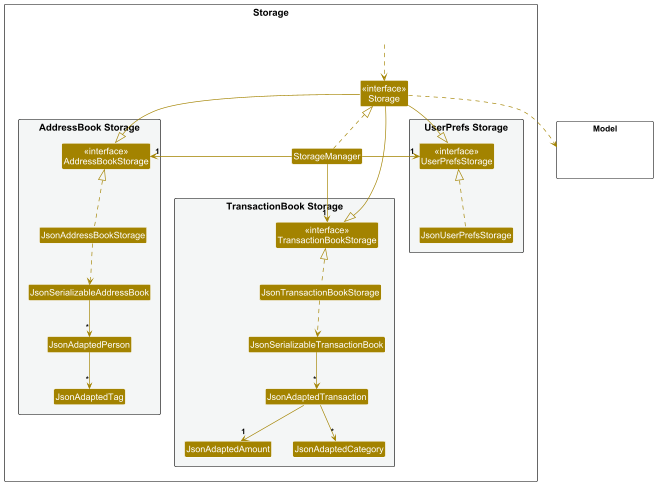 Storage
«interface»
Storage
AddressBook Storage
UserPrefs Storage
Model
«interface»
AddressBookStorage
1
StorageManager
1
«interface»
UserPrefsStorage
TransactionBook Storage
1
«interface»
TransactionBookStorage
JsonAddressBookStorage
JsonUserPrefsStorage
JsonSerializableAddressBook
JsonTransactionBookStorage
*
JsonAdaptedPerson
JsonSerializableTransactionBook
*
*
JsonAdaptedTag
JsonAdaptedTransaction
1
*
JsonAdaptedAmount
JsonAdaptedCategory